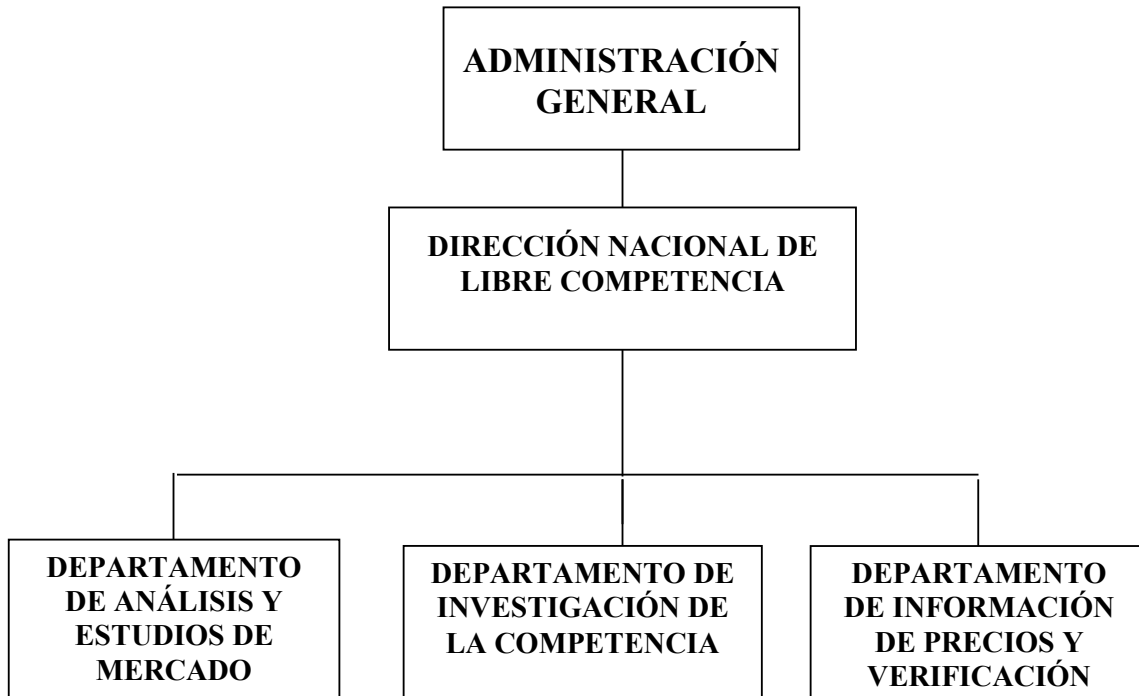 ADMINISTRACIÓN
GENERAL
DIRECCIÓN NACIONAL DE
LIBRE COMPETENCIA
DEPARTAMENTO
DE ANÁLISIS Y
ESTUDIOS DE
MERCADO
DEPARTAMENTO DE
INVESTIGACIÓN DE
LA COMPETENCIA
DEPARTAMENTO
DE INFORMACIÓN
DE PRECIOS Y
VERIFICACIÓN